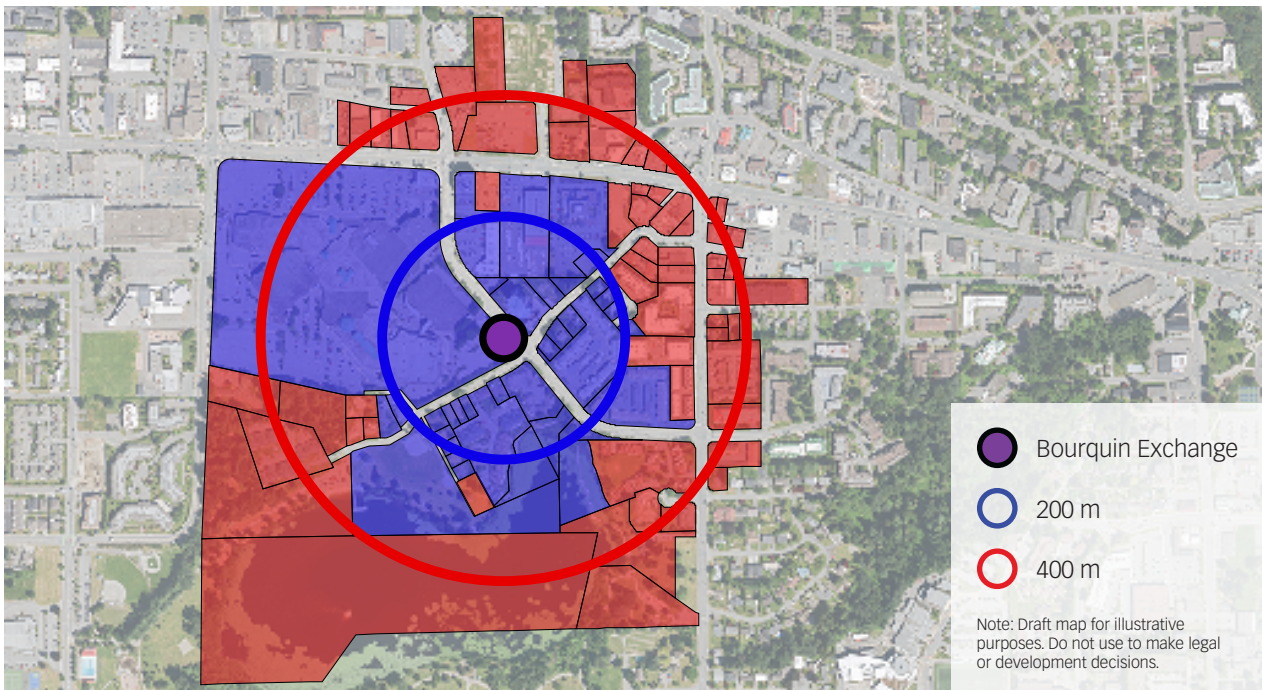 Bourquin Exchange
200 m
400 m
Note: Draft map for illustrative
purposes. Do not use to make legal
or development decisions.